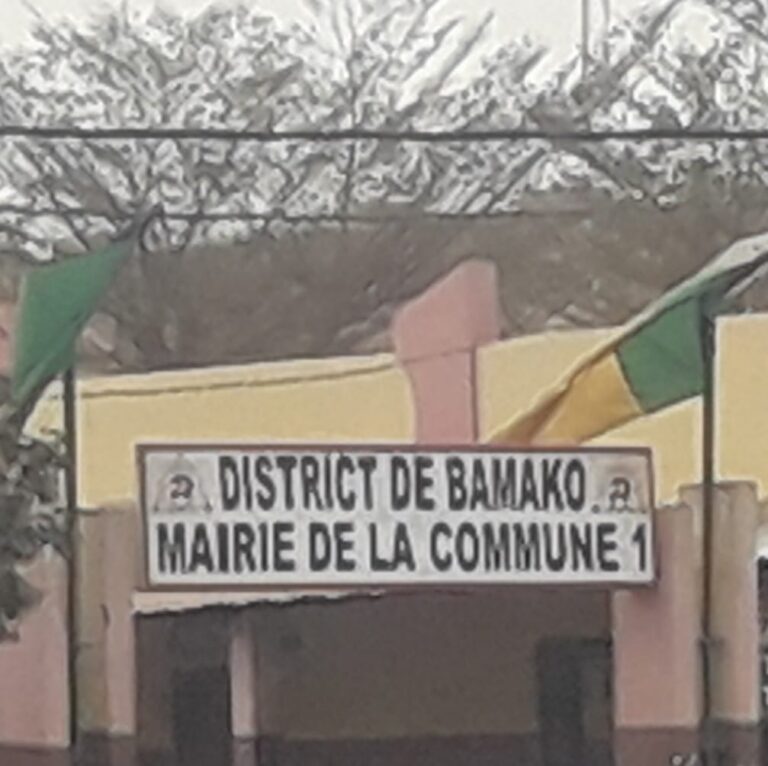 DISTRICT DE BAMAKO.
MAIRIE DE LA COMMUNE 1